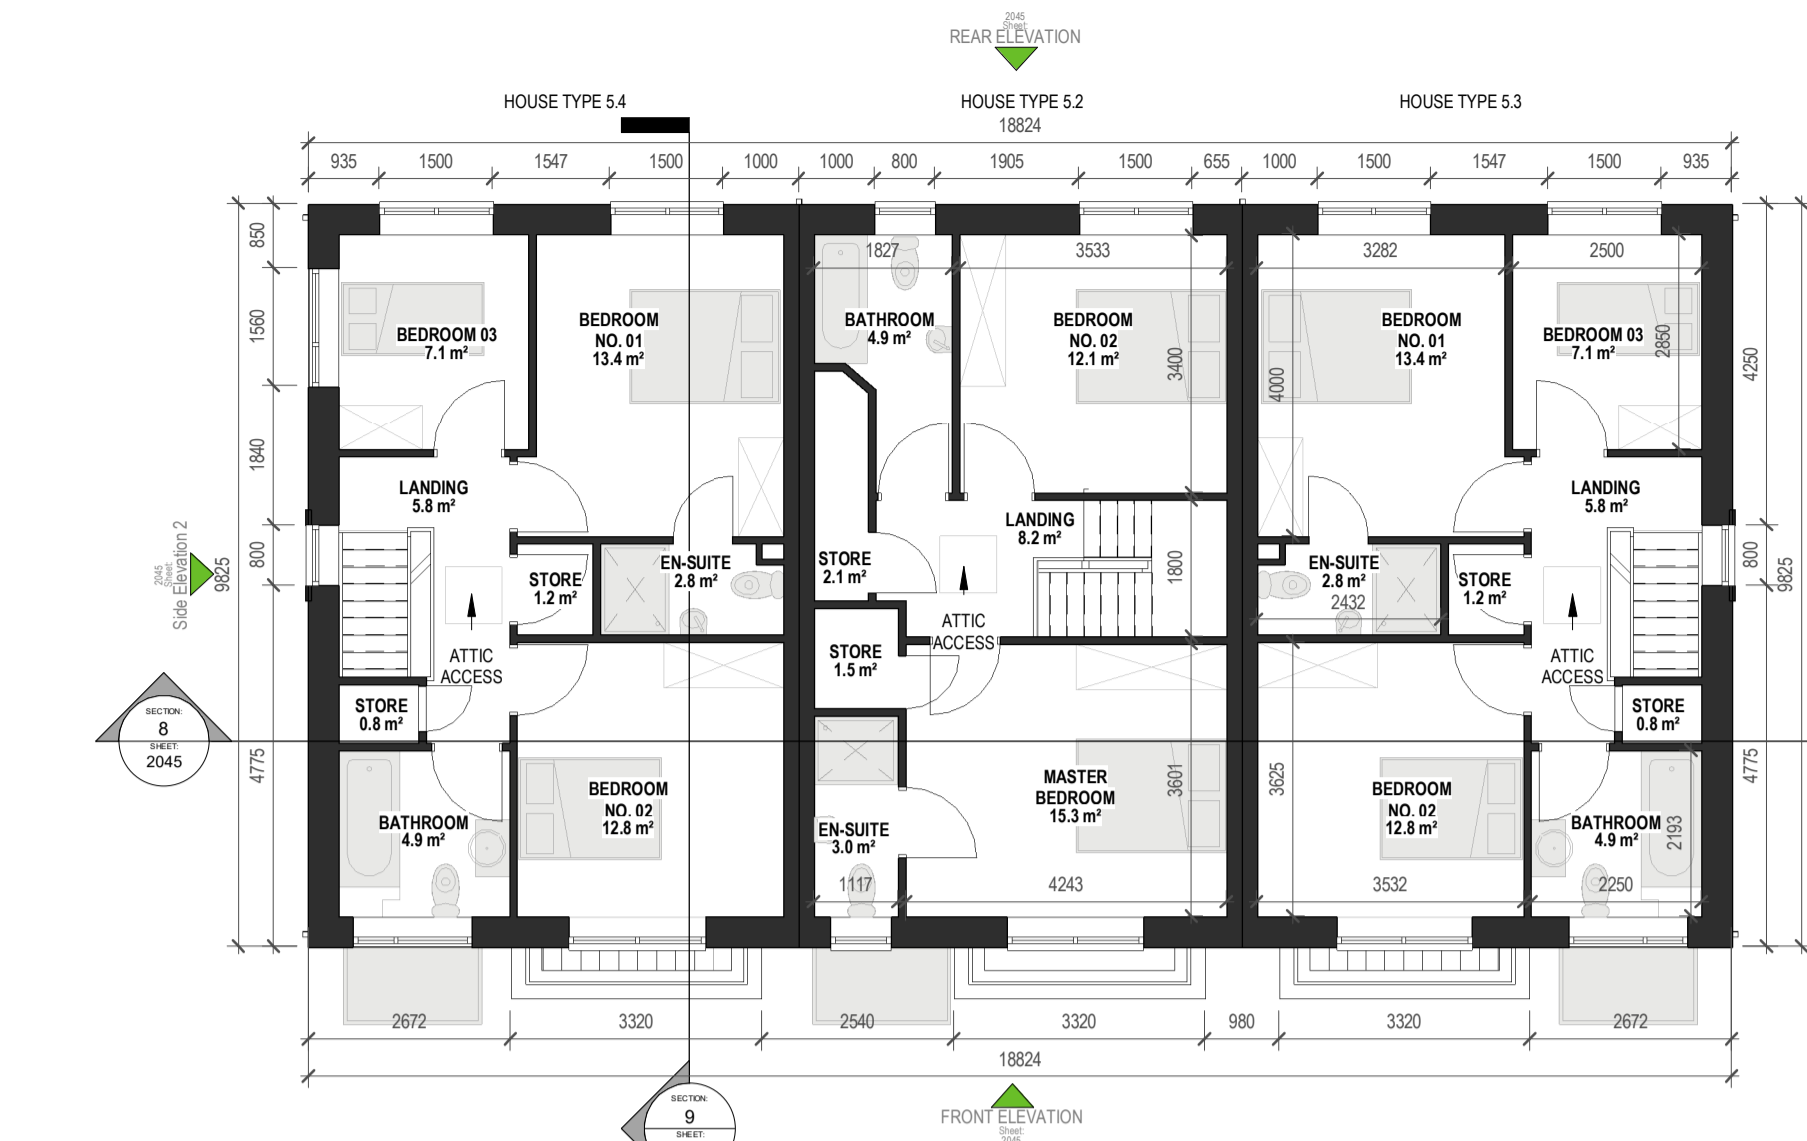 2045
Sheet:
REAR ELEVATION
HOUSE TYPE 5.4
HOUSE TYPE 5.2
HOUSE TYPE 5.3
18824
935
1500
1547
1500
1000
1000
800
1905
1500
655
1000
1500
1547
1500
935
850
1560
1840
800
9825
4775
2045
Sheet:
Side Elevation 2
BEDROOM 03
7.1 m²
BEDROOM
NO. 01
13.4 m²
LANDING
5.8 m²
STORE
1.2 m²
EN-SUITE
2.8 m²
ATTIC
ACCESS
STORE
0.8 m²
BATHROOM
4.9 m²
BEDROOM
NO. 02
12.8 m²
1827
3533
BATHROOM
4.9 m²
BEDROOM
NO. 02
12.1 m²
3400
LANDING
8.2 m²
STORE
2.1 m²
1800
ATTIC
ACCESS
STORE
1.5 m²
MASTER
BEDROOM
15.3 m²
3601
EN-SUITE
3.0 m²
1117
4243
3282
2500
BEDROOM
NO. 01
13.4 m²
4000
BEDROOM 03
7.1 m²
2850
LANDING
5.8 m²
EN-SUITE
2.8 m²
2432
STORE
1.2 m²
ATTIC
ACCESS
STORE
0.8 m²
BEDROOM
NO. 02
12.8 m²
3625
BATHROOM
4.9 m²
2193
3532
2250
4250
800
9825
4775
SECTION:
8
SHEET:
2045
2672
3320
2540
3320
980
3320
2672
18824
SECTION:
9
SHEET:
FRONT ELEVATION
Sheet:
2045